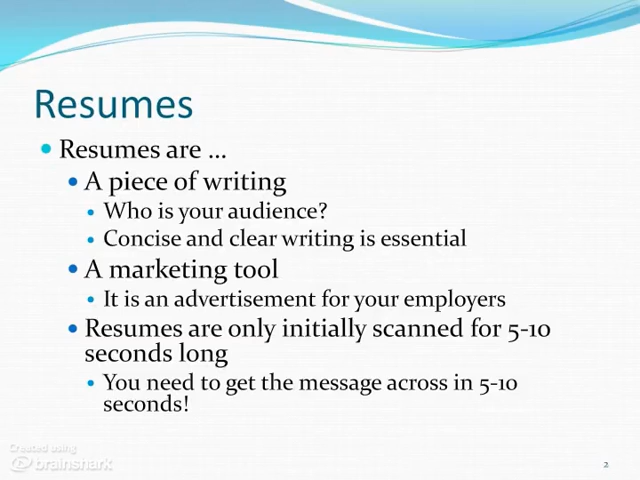 Resumes
Resumes are …
A piece of writing
Who is your audience?
Concise and clear writing is essential
A marketing tool
It is an advertisement for your employers
Resumes are only initially scanned for 5-10
seconds long
You need to get the message across in 5-10
seconds!
Created using
brainshark
2